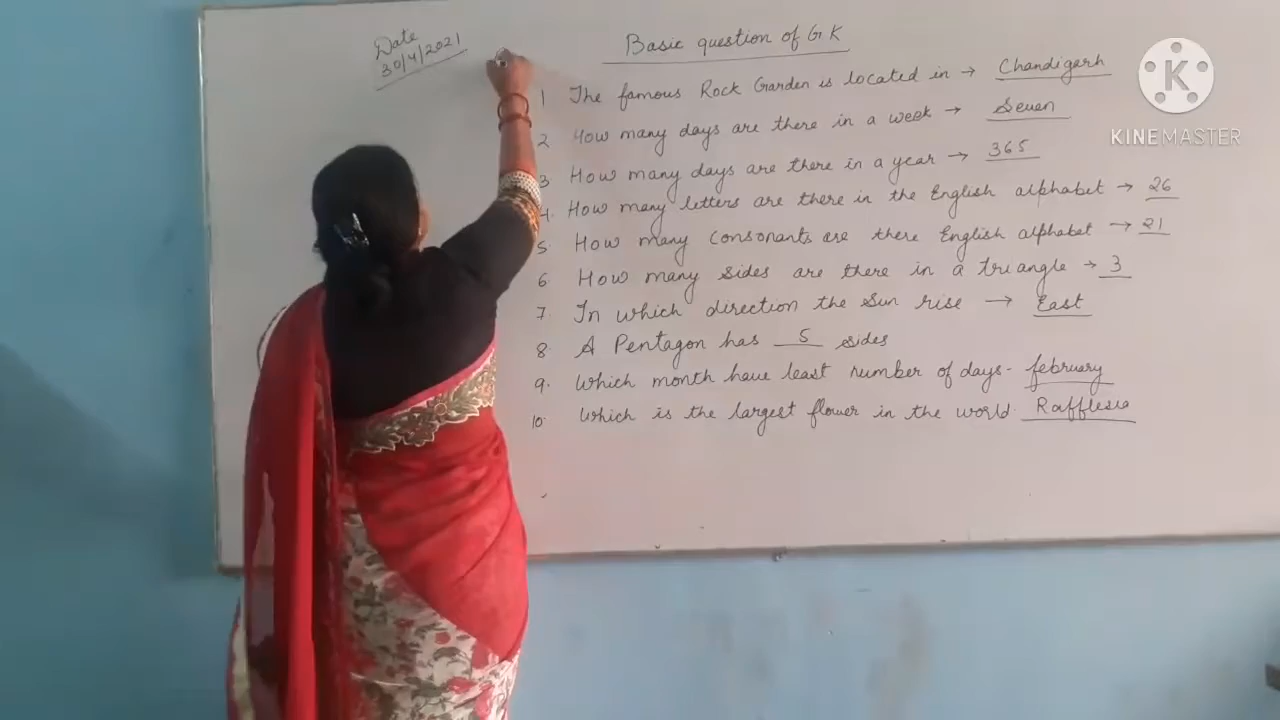 Date
30/4/2021
Basic question of G.K
1 The famous Rock Garden is located in → Chandigarh
2 How many days are there in a week → Seven
3 How many days are there in a year → 365
4. How many letters are there in the English alphabet → 26
5 How many consonants are there English alphabet → 21
6 How many sides are there in a triangle → 3
7. In which direction the Sun rise → East
8 A Pentagon has 5 sides
9. Which month have least number of days - february
10. Which is the largest flower in the world Rafflesia
K
KINEMASTER